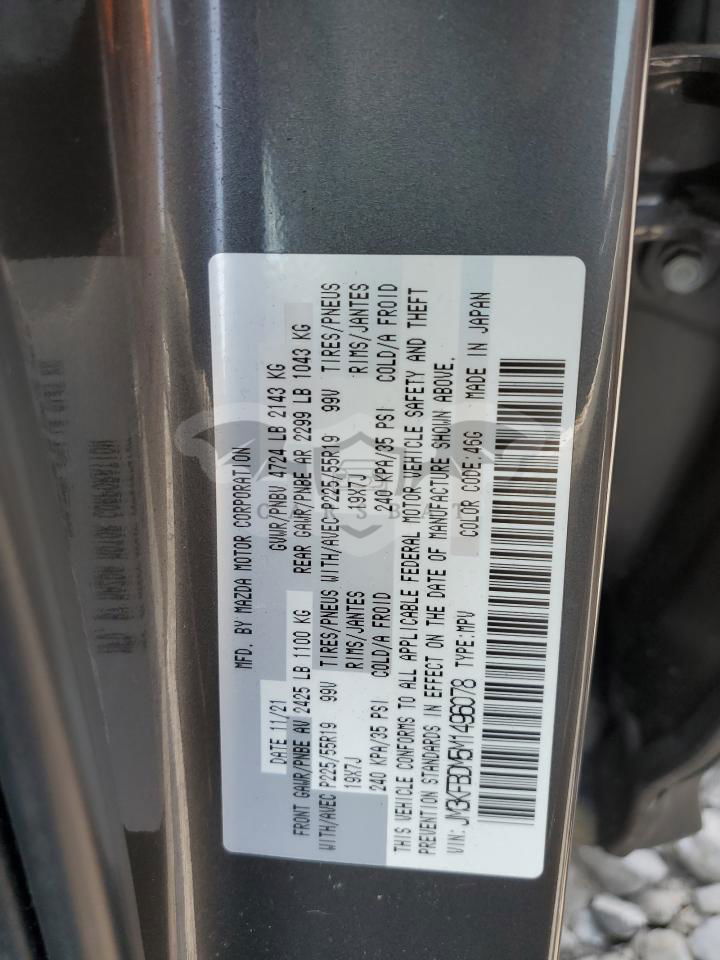 MFD. BY MAZDA MOTOR CORPORATION
DATE 11/21 GVWR/PNBV 4724 LB 2143 KG
FRONT GAWR/PNBE AV 2425 LB 1100 KG REAR GAWR/PNBE AR 2299 LB 1043 KG
WITH/AVEC P225/55R19 99V TIRES/PNEUS WITH/AVEC P225/55R19 99V TIRES/PNEUS
19X7J RIMS/JANTES 19X7J RIMS/JANTES
240 KPA/35 PSI COLD/A FROID 240 KPA/35 PSI COLD/A FROID
THIS VEHICLE CONFORMS TO ALL APPLICABLE FEDERAL MOTOR VEHICLE SAFETY AND THEFT
PREVENTION STANDARDS IN EFFECT ON THE DATE OF MANUFACTURE SHOWN ABOVE.
VIN: JM3KFBDM5M1496078 TYPE:MPV COLOR CODE:46G MADE IN JAPAN
CARSBAT